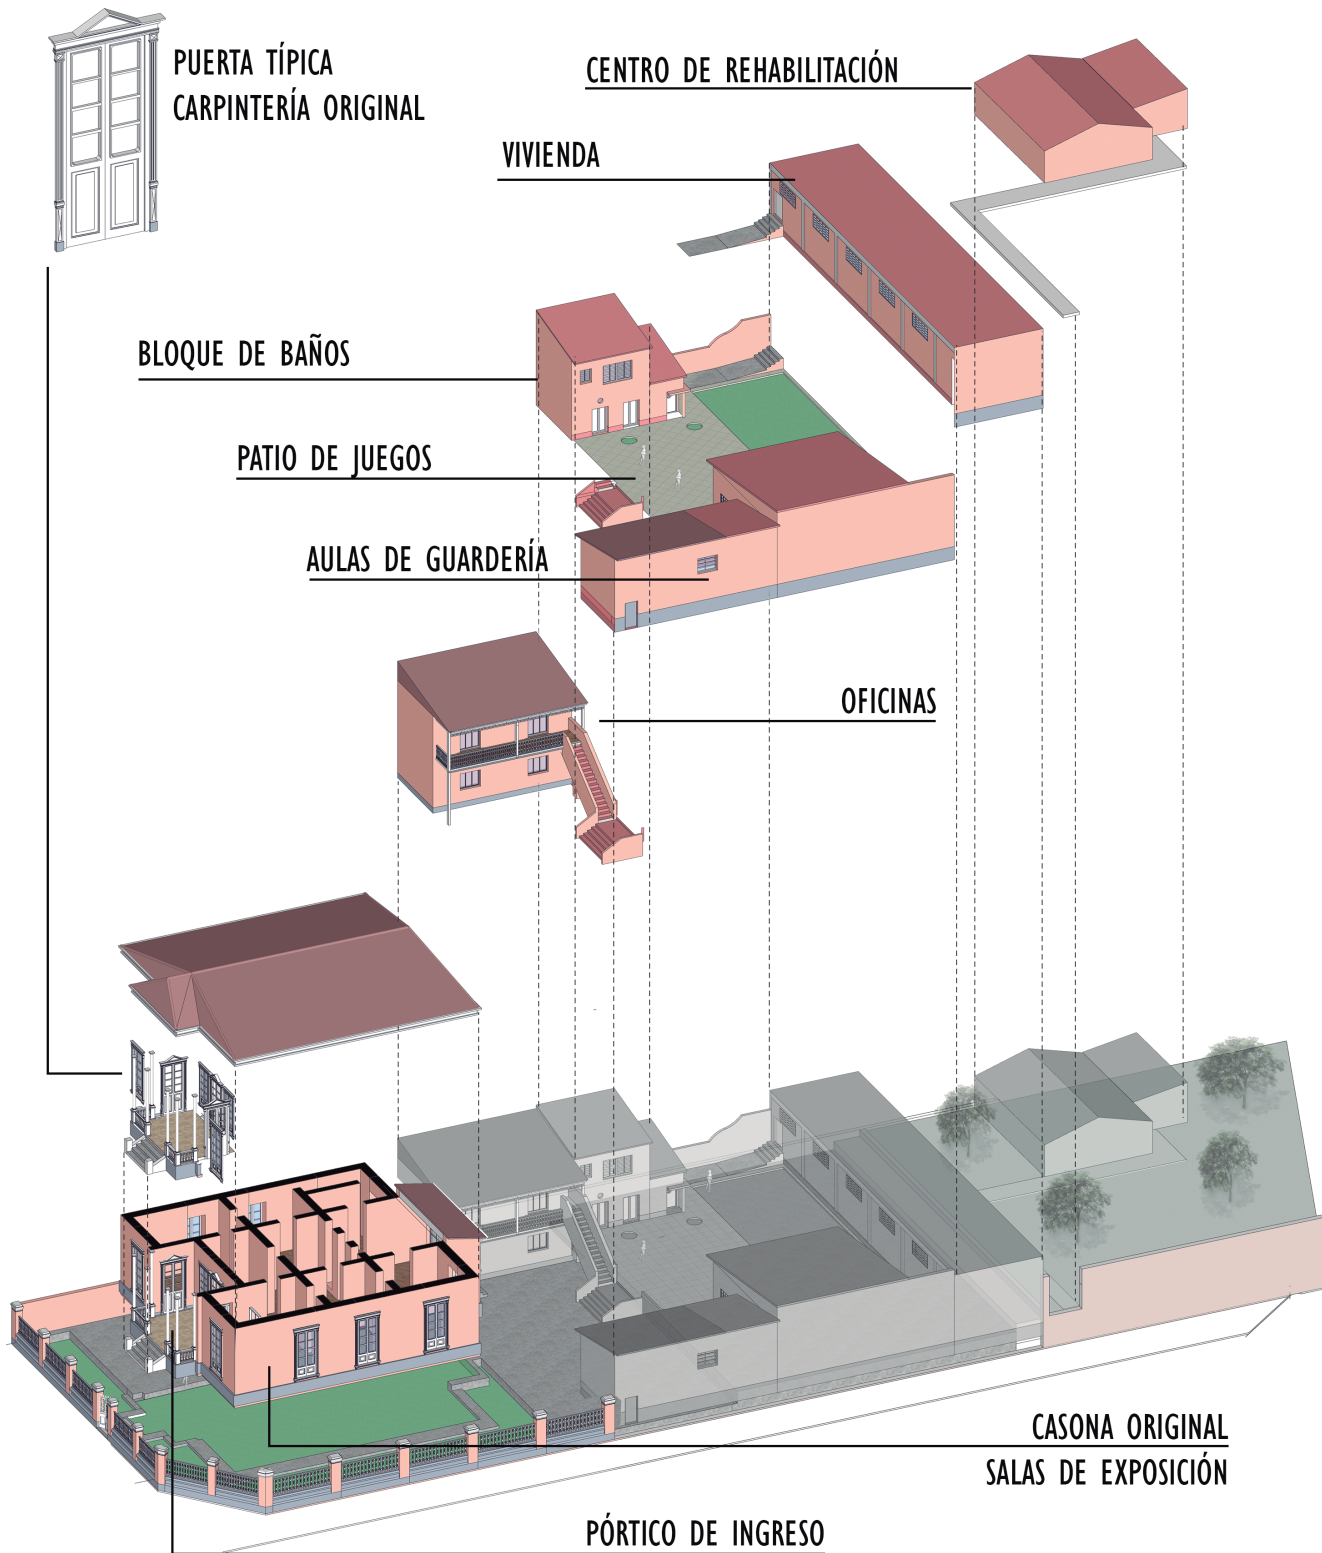 PUERTA TÍPICA
CARPINTERÍA ORIGINAL
CENTRO DE REHABILITACIÓN
VIVIENDA
BLOQUE DE BAÑOS
PATIO DE JUEGOS
AULAS DE GUARDERÍA
OFICINAS
CASONA ORIGINAL
SALAS DE EXPOSICIÓN
PÓRTICO DE INGRESO